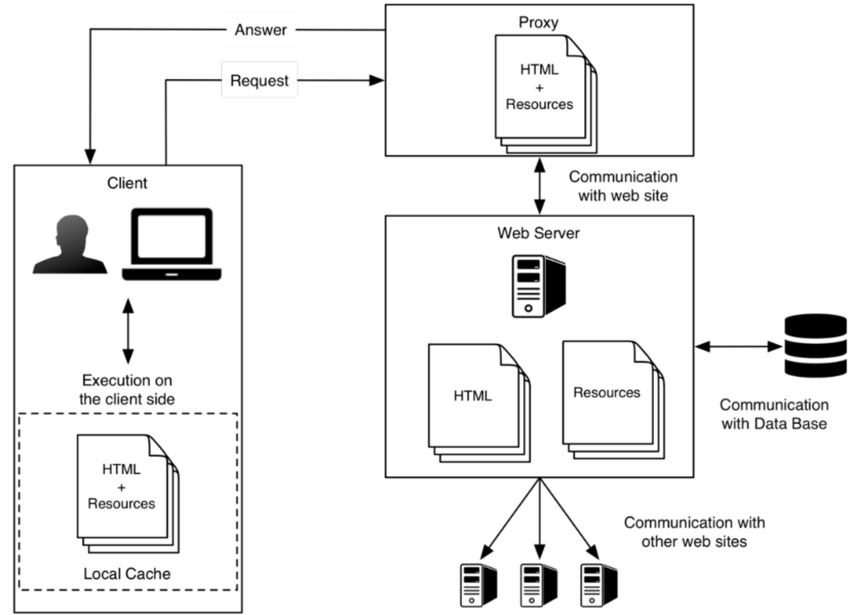 Answer
Request
Proxy
HTML
+
Resources
Communication
with web site
Client
Execution on
the client side
HTML
+
Resources
Local Cache
Web Server
HTML
Resources
Communication
with Data Base
Communication with
other web sites